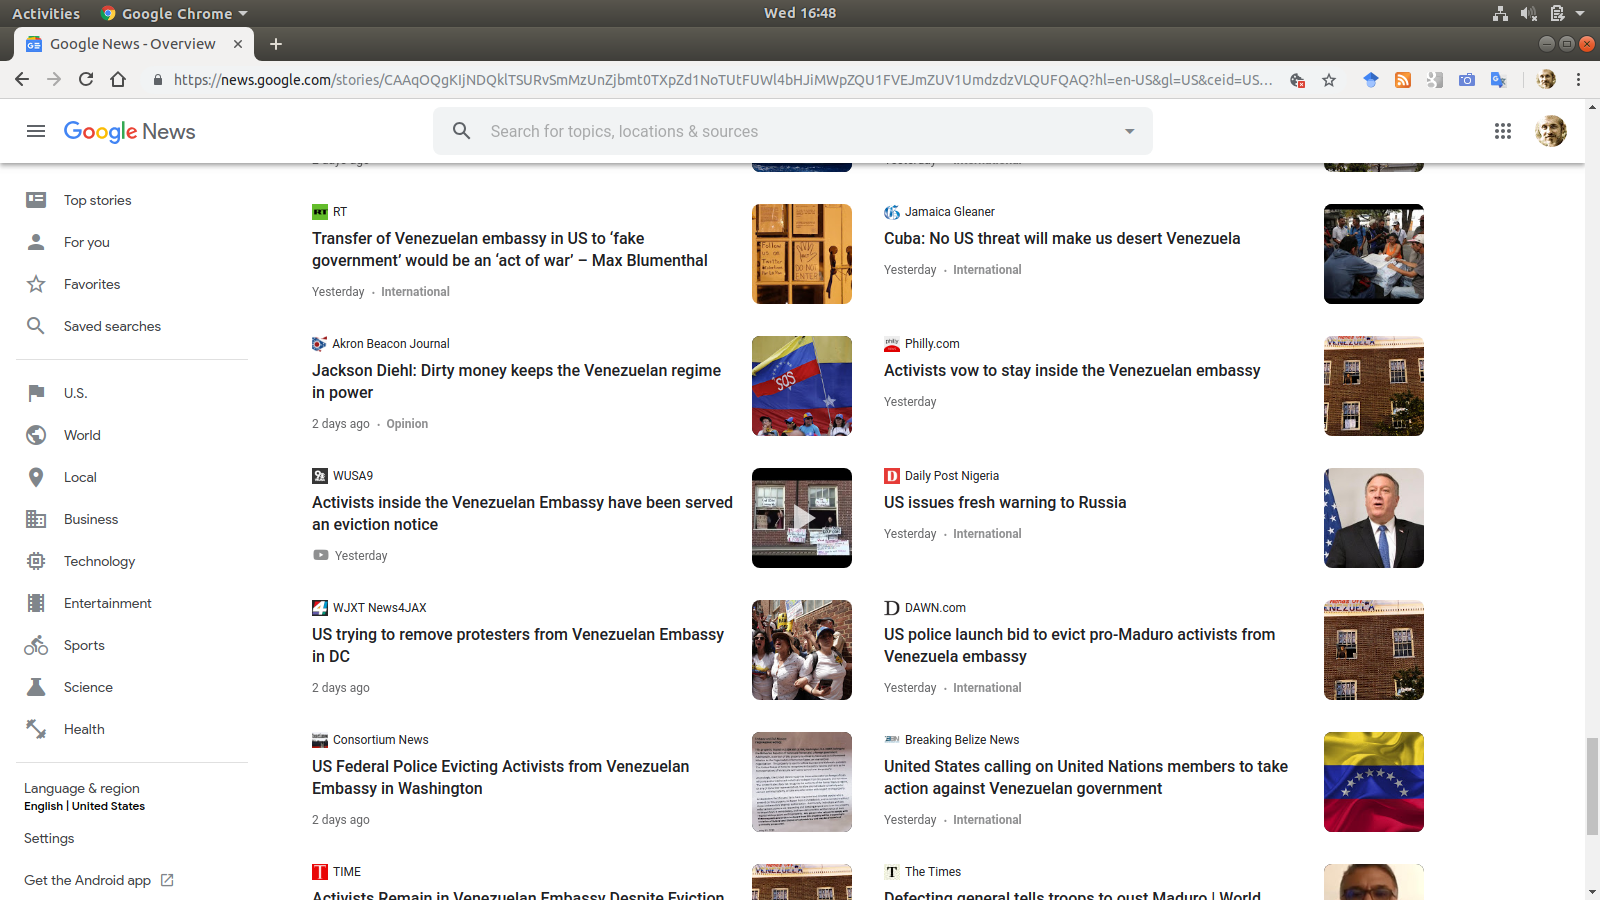 Activities Google Chrome Wed 16:48
Google News - Overview
https://news.google.com/stories/CAAqOQgKIjNDQklTSURvSmMzUnZjbmt0TXpZd1NoTUtFUWl4bHJiMWpZQU1FVEJmZUV1UmdzdzVLQUFQAQ?hl=en-US&gl=US&ceid=US...
Google News
Search for topics, locations & sources
Top stories
For you
Favorites
Saved searches
U.S.
World
Local
Business
Technology
Entertainment
Sports
Science
Health
Language & region
English | United States
Settings
Get the Android app
2 days ago
Yesterday · International
RT
Transfer of Venezuelan embassy in US to ‘fake
government’ would be an ‘act of war’ – Max Blumenthal
Yesterday · International
Jamaica Gleaner
Cuba: No US threat will make us desert Venezuela
Yesterday · International
Akron Beacon Journal
Jackson Diehl: Dirty money keeps the Venezuelan regime
in power
2 days ago · Opinion
SOS
Philly.com
Activists vow to stay inside the Venezuelan embassy
Yesterday
VENEZUELA
WUSA9
Activists inside the Venezuelan Embassy have been served
an eviction notice
Yesterday
Daily Post Nigeria
US issues fresh warning to Russia
Yesterday · International
WJXT News4JAX
US trying to remove protesters from Venezuelan Embassy
in DC
2 days ago
DAWN.com
US police launch bid to evict pro-Maduro activists from
Venezuela embassy
Yesterday · International
VENEZUELA
Consortium News
US Federal Police Evicting Activists from Venezuelan
Embassy in Washington
2 days ago
Breaking Belize News
United States calling on United Nations members to take
action against Venezuelan government
Yesterday · International
TIME
Activists Remain in Venezuelan Embassy Despite Eviction
The Times
Defecting general tells troops to oust Maduro | World